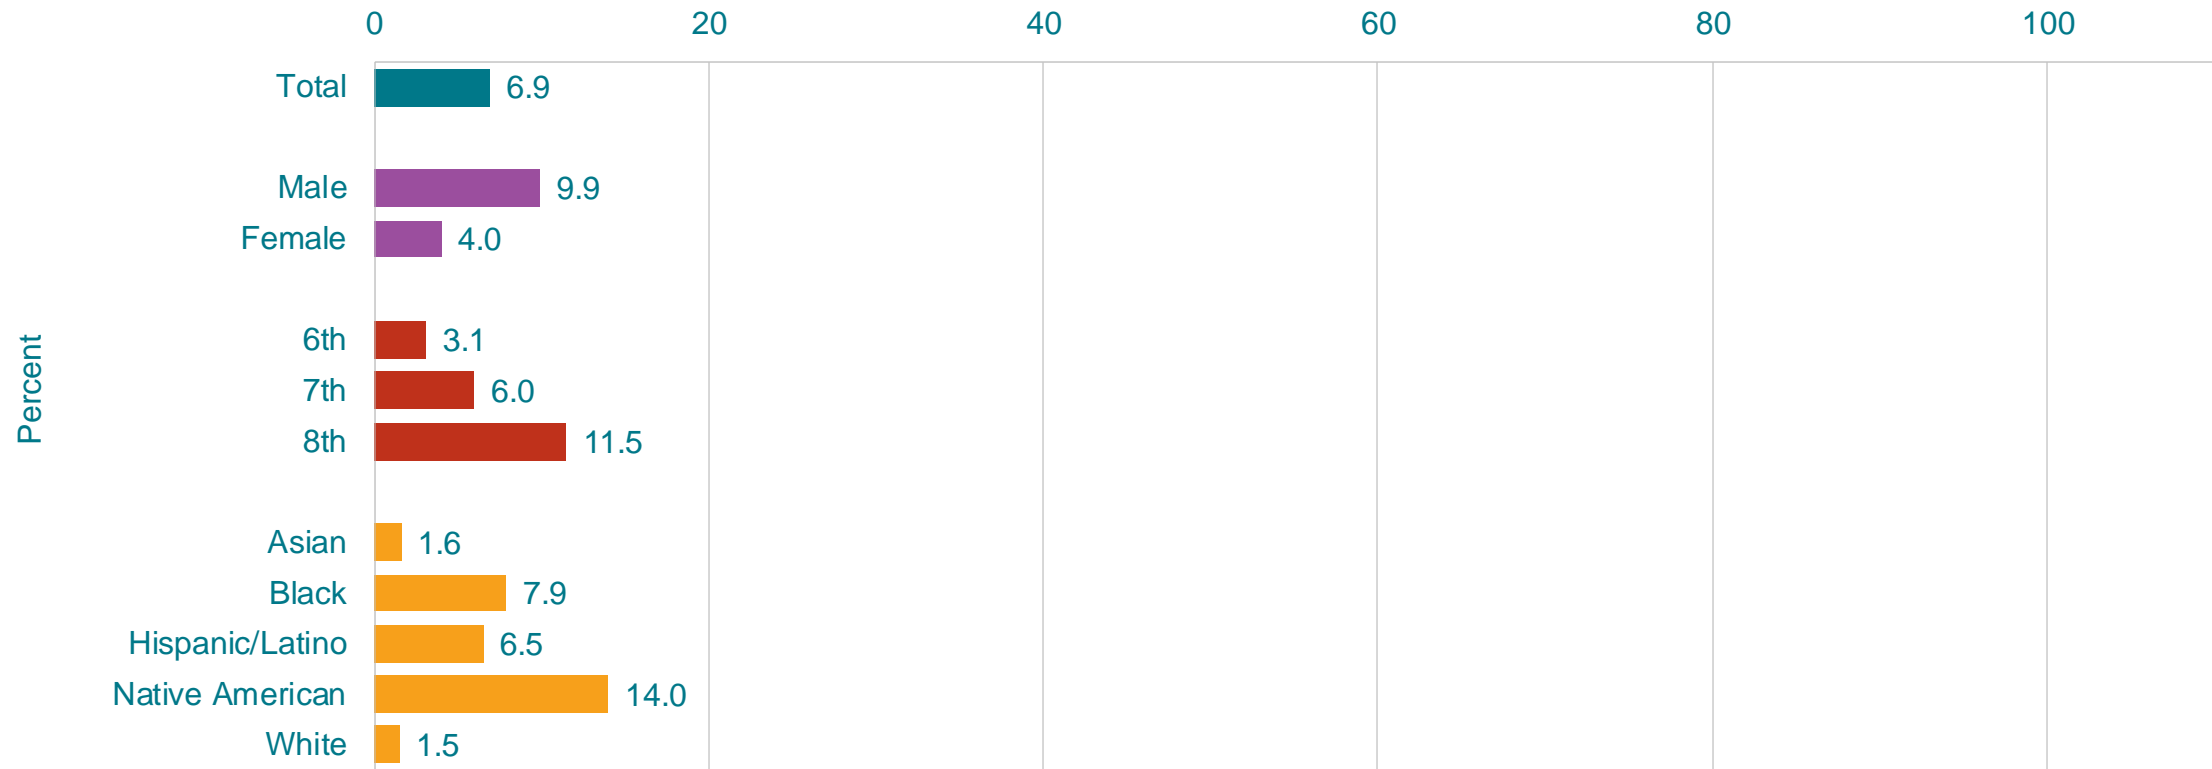 0 20 40 60 80 100
Total 6.9
Male 9.9
Female 4.0
Percent
6th 3.1
7th 6.0
8th 11.5
Asian 1.6
Black 7.9
Hispanic/Latino 6.5
Native American 14.0
White 1.5